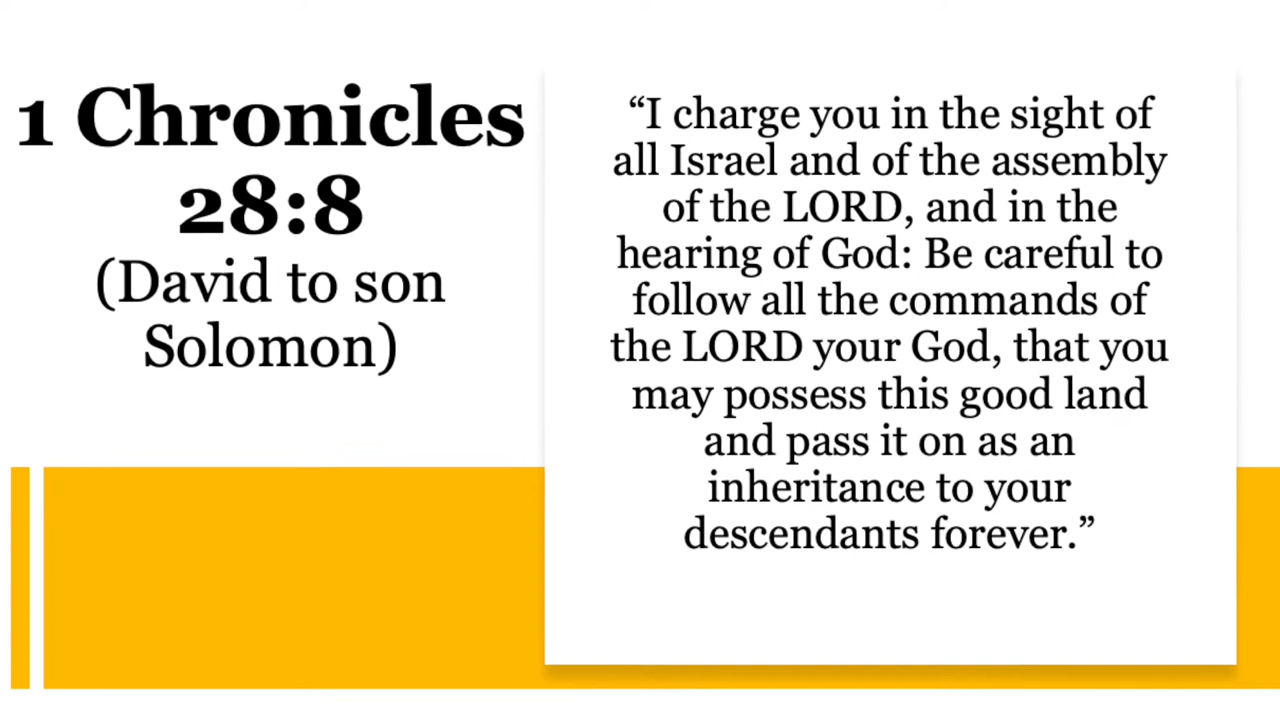 1 Chronicles
28:8
(David to son
Solomon)
“I charge you in the sight of
all Israel and of the assembly
of the LORD, and in the
hearing of God: Be careful to
follow all the commands of
the LORD your God, that you
may possess this good land
and pass it on as an
inheritance to your
descendants forever.”